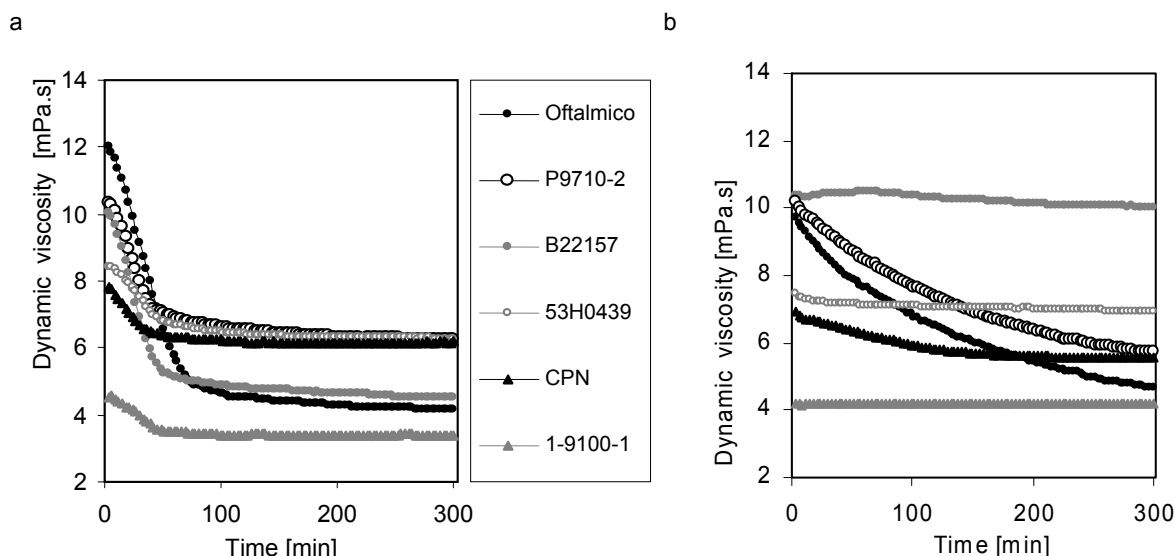 a
Dynamic viscosity [mPa.s]
14
12
10
8
6
4
2
0
100
200
300
Time [min]
Oftalmico
P9710-2
B22157
53H0439
CPN
1-9100-1
b
Dynamic viscosity [mPa.s]
14
12
10
8
6
4
2
0
100
200
300
Time [min]